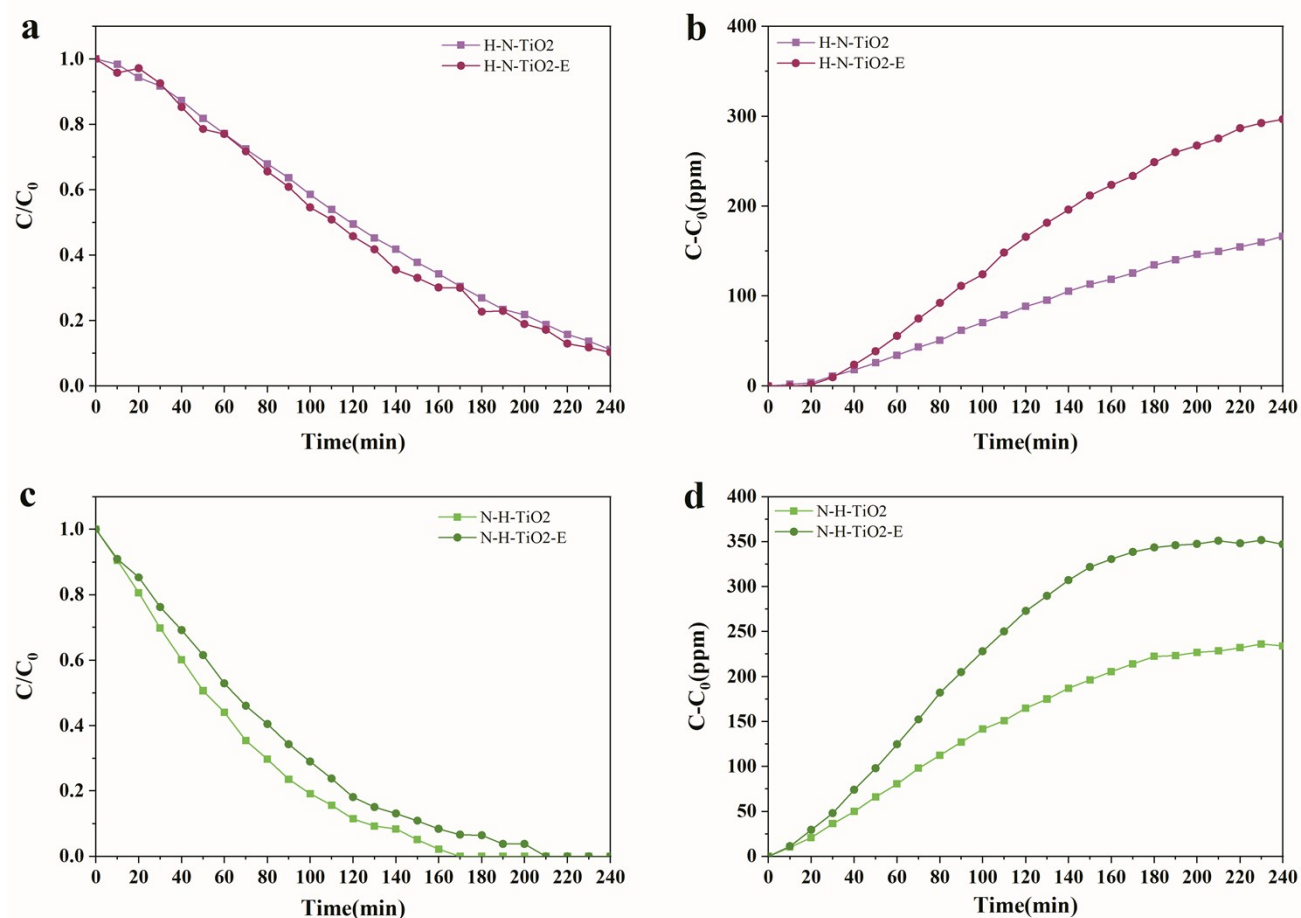 a
H-N-TiO2
H-N-TiO2-E
1.0
0.8
0.6
0.4
0.2
0.0
C/C₀
0 20 40 60 80 100 120 140 160 180 200 220 240
Time(min)
b
H-N-TiO2
H-N-TiO2-E
400
300
200
100
0
C-C₀(ppm)
0 20 40 60 80 100 120 140 160 180 200 220 240
Time(min)
c
N-H-TiO2
N-H-TiO2-E
1.0
0.8
0.6
0.4
0.2
0.0
C/C₀
0 20 40 60 80 100 120 140 160 180 200 220 240
Time(min)
d
N-H-TiO2
N-H-TiO2-E
400
350
300
250
200
150
100
50
0
C-C₀(ppm)
0 20 40 60 80 100 120 140 160 180 200 220 240
Time(min)